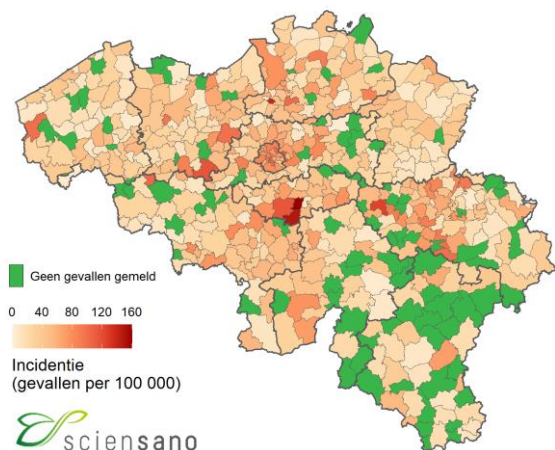 Geen gevallen gemeld
0 40 80 120 160
Incidentie
(gevallen per 100 000)
sciensano